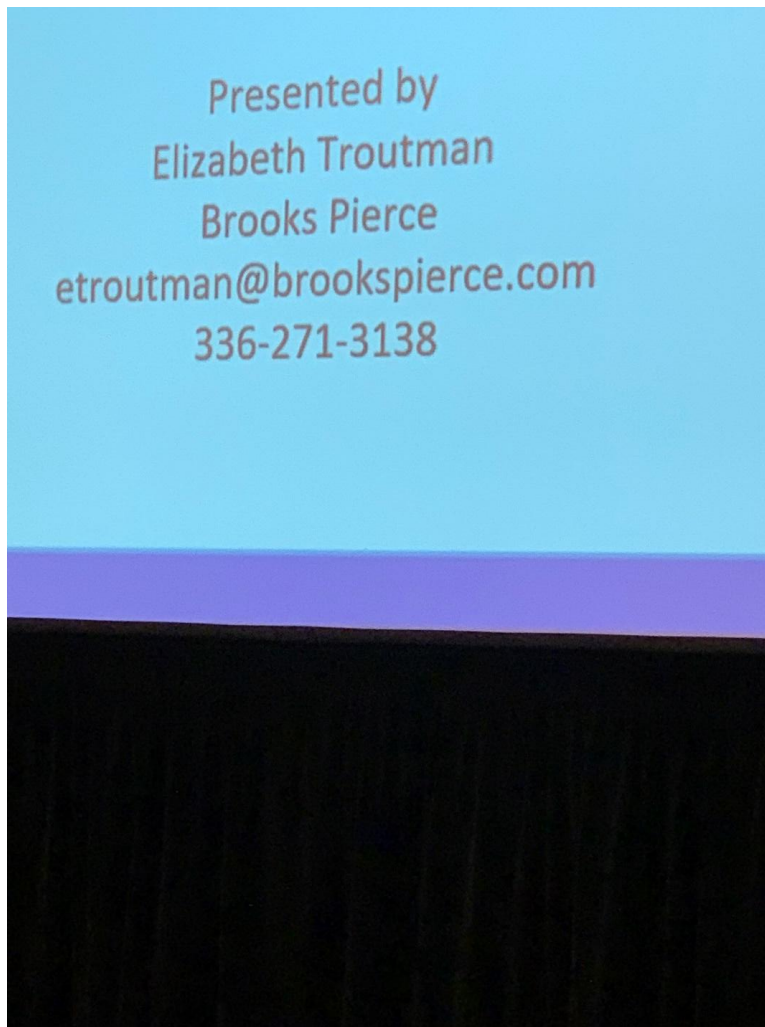 Presented by
Elizabeth Troutman
Brooks Pierce
etroutman@brookspierce.com
336-271-3138